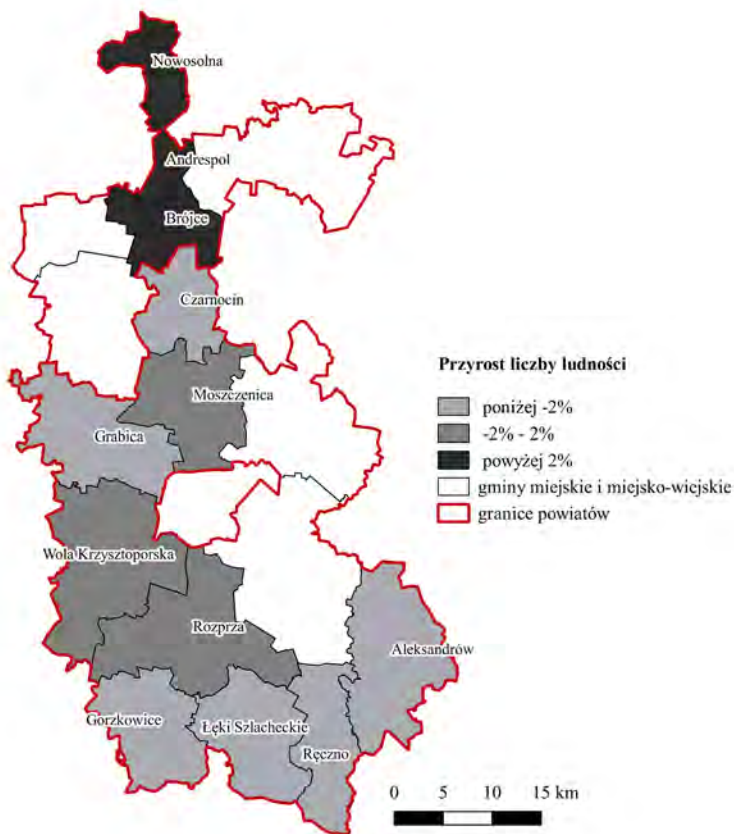 Nowosolna
Andrespol
Brójce
Czarnocin
Moszczenica
Grabica
Wola Krzysztoporska
Rozprza
Aleksandrów
Gorzkowice
Łęki Szlacheckie
Ręczno
Przyrost liczby ludności
poniżej -2%
-2% - 2%
powyżej 2%
gminy miejskie i miejsko-wiejskie
granice powiatów
0 5 10 15 km